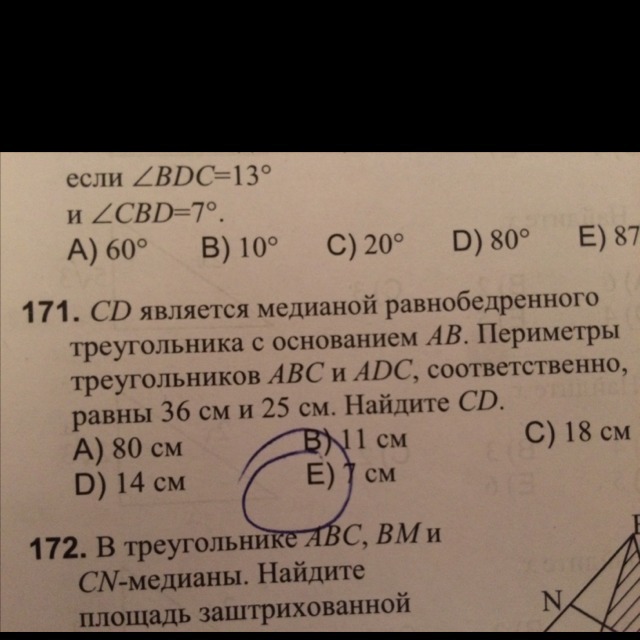 если ∠BDC=13°
и ∠CBD=7°.
A) 60° B) 10° C) 20° D) 80° E) 87
171. CD является медианой равнобедренного
треугольника с основанием AB. Периметры
треугольников ABC и ADC, соответственно,
равны 36 см и 25 см. Найдите CD.
A) 80 см B) 11 см C) 18 см
D) 14 см E) 7 см
172. В треугольнике ABC, BM и
CN-медианы. Найдите
площадь заштрихованной
N